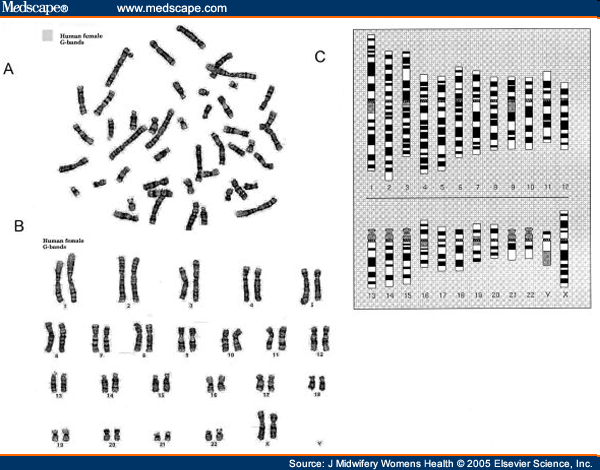 Medscape® www.medscape.com
Human female
G-bands
A
C
1 2 3 4 5 6 7 8 9 10 11 12
13 14 15 16 17 18 19 20 21 22 Y X
B
Human female
G-bands
1 2 3 4 5
6 7 8 9 10 11 12
13 14 15 16 17 18
19 20 21 22 X Y
Source: J Midwifery Womens Health © 2005 Elsevier Science, Inc.